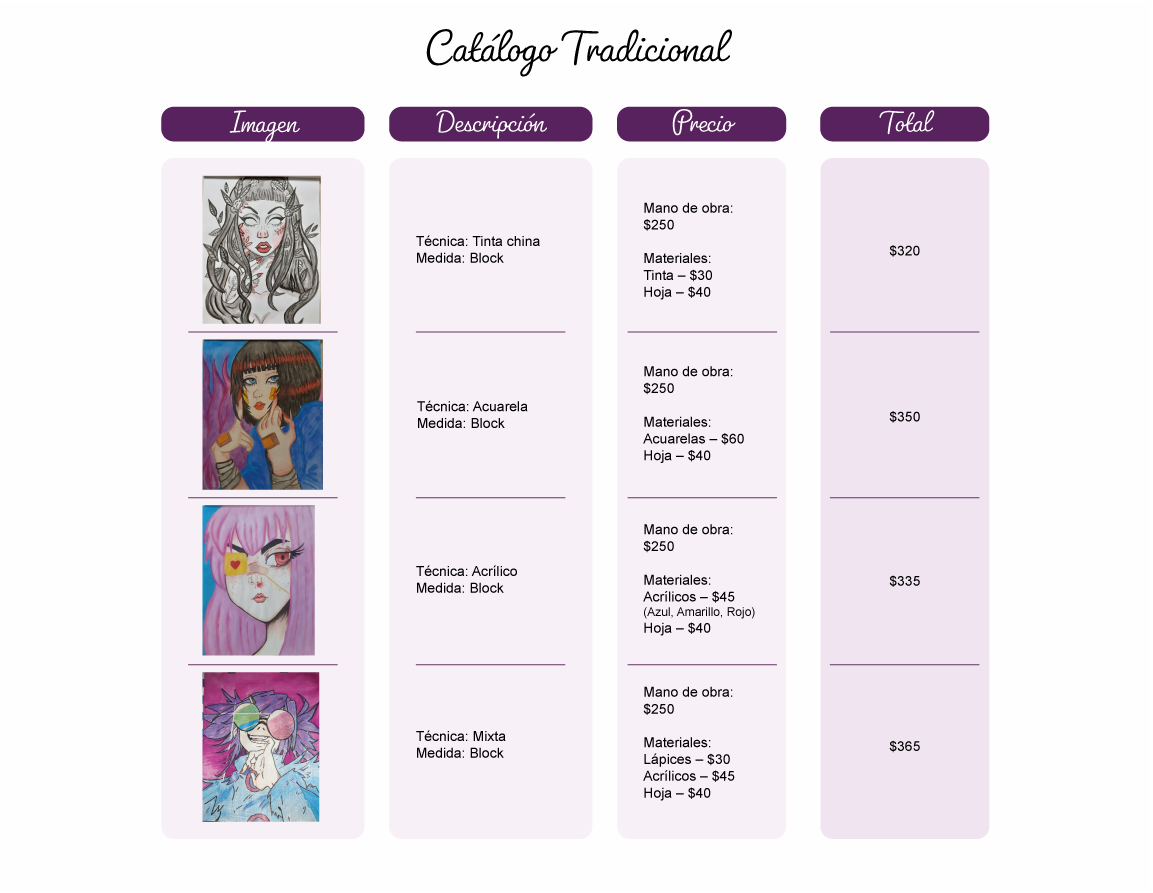 Catálogo Tradicional
Imagen
Descripción
Precio
Total
Técnica: Tinta china
Medida: Block
Mano de obra:
$250
Materiales:
Tinta – $30
Hoja – $40
$320
Técnica: Acuarela
Medida: Block
Mano de obra:
$250
Materiales:
Acuarelas – $60
Hoja – $40
$350
Técnica: Acrílico
Medida: Block
Mano de obra:
$250
Materiales:
Acrílicos – $45
(Azul, Amarillo, Rojo)
Hoja – $40
$335
Técnica: Mixta
Medida: Block
Mano de obra:
$250
Materiales:
Lápices – $30
Acrílicos – $45
Hoja – $40
$365